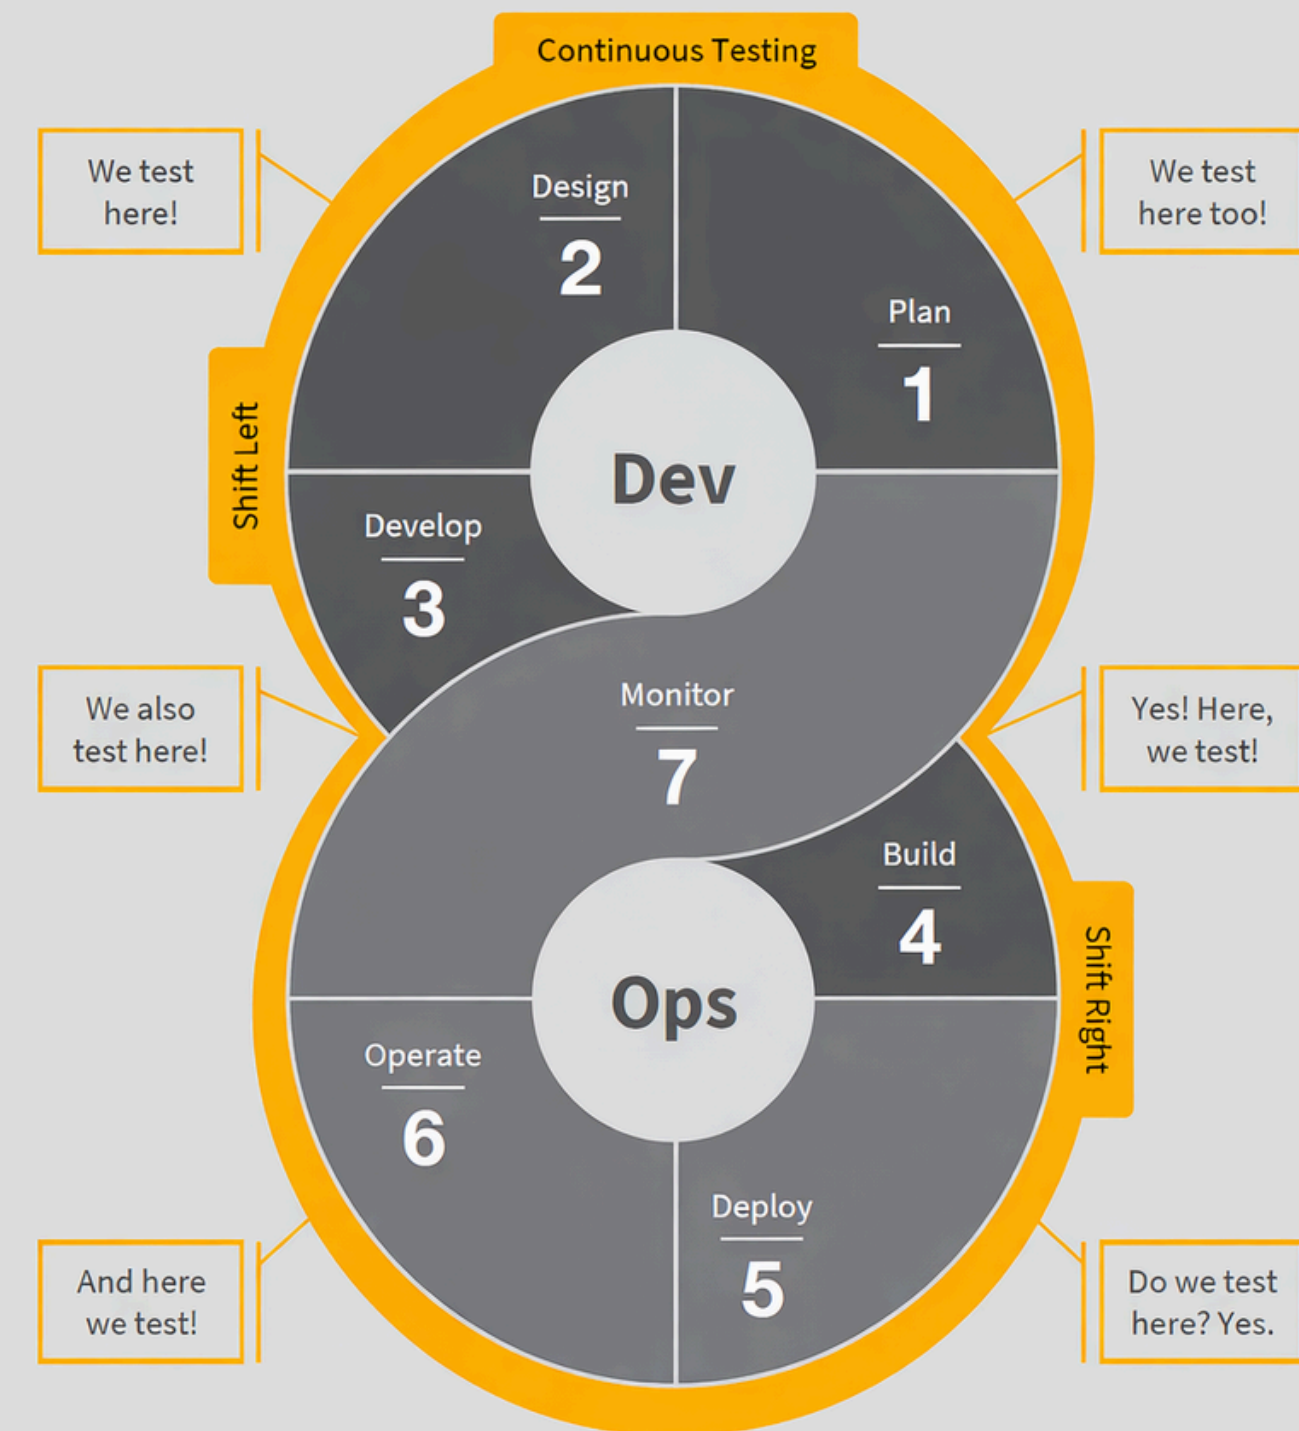 Continuous Testing
We test
here!
We test
here too!
Design
2
Plan
1
Shift Left
Dev
Develop
3
We also
test here!
Monitor
7
Yes! Here,
we test!
Build
4
Shift Right
Ops
Operate
6
Deploy
5
And here
we test!
Do we test
here? Yes.